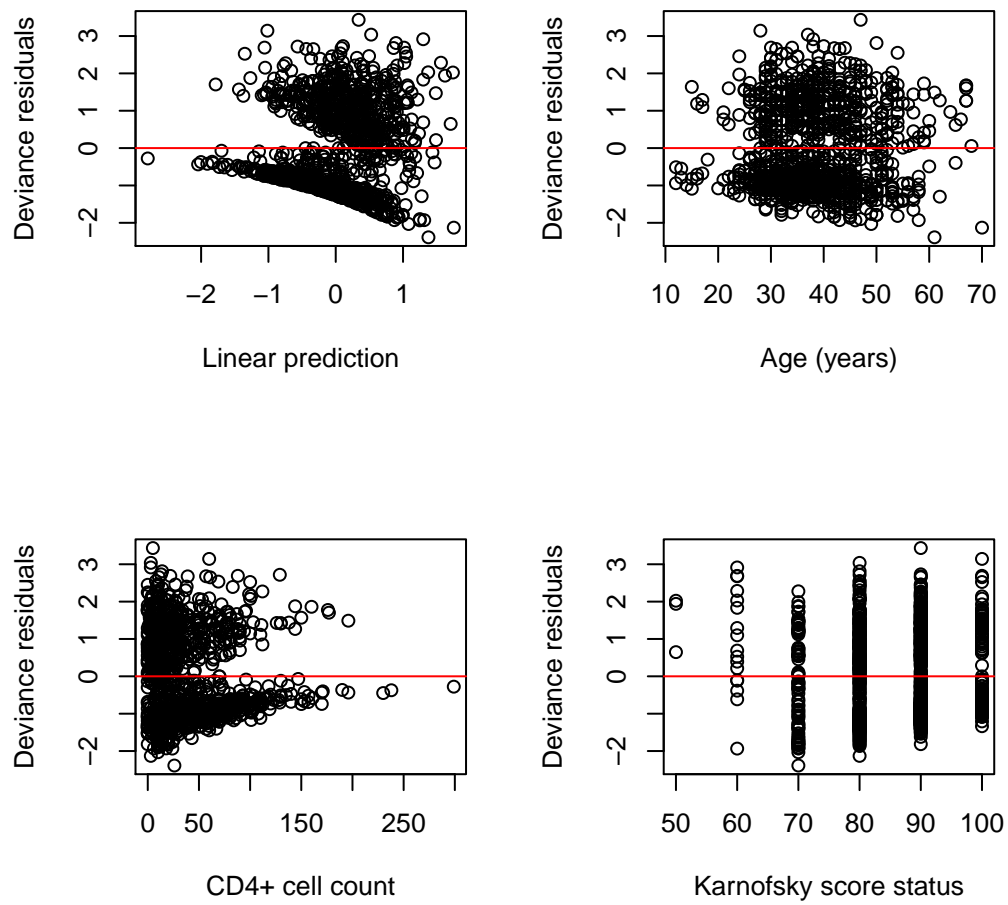 Deviance residuals
3
2
1
0
−2
−2 −1 0 1
Linear prediction
Deviance residuals
3
2
1
0
−2
10 20 30 40 50 60 70
Age (years)
Deviance residuals
3
2
1
0
−2
0 50 150 250
CD4+ cell count
Deviance residuals
3
2
1
0
−2
50 60 70 80 90 100
Karnofsky score status